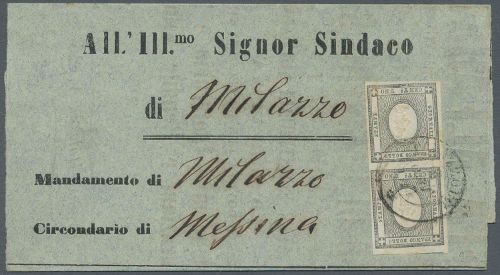 All.' Ill.mo Signor Sindaco
di Milazzo
Mandamento di Milazzo
Circondario di Messina